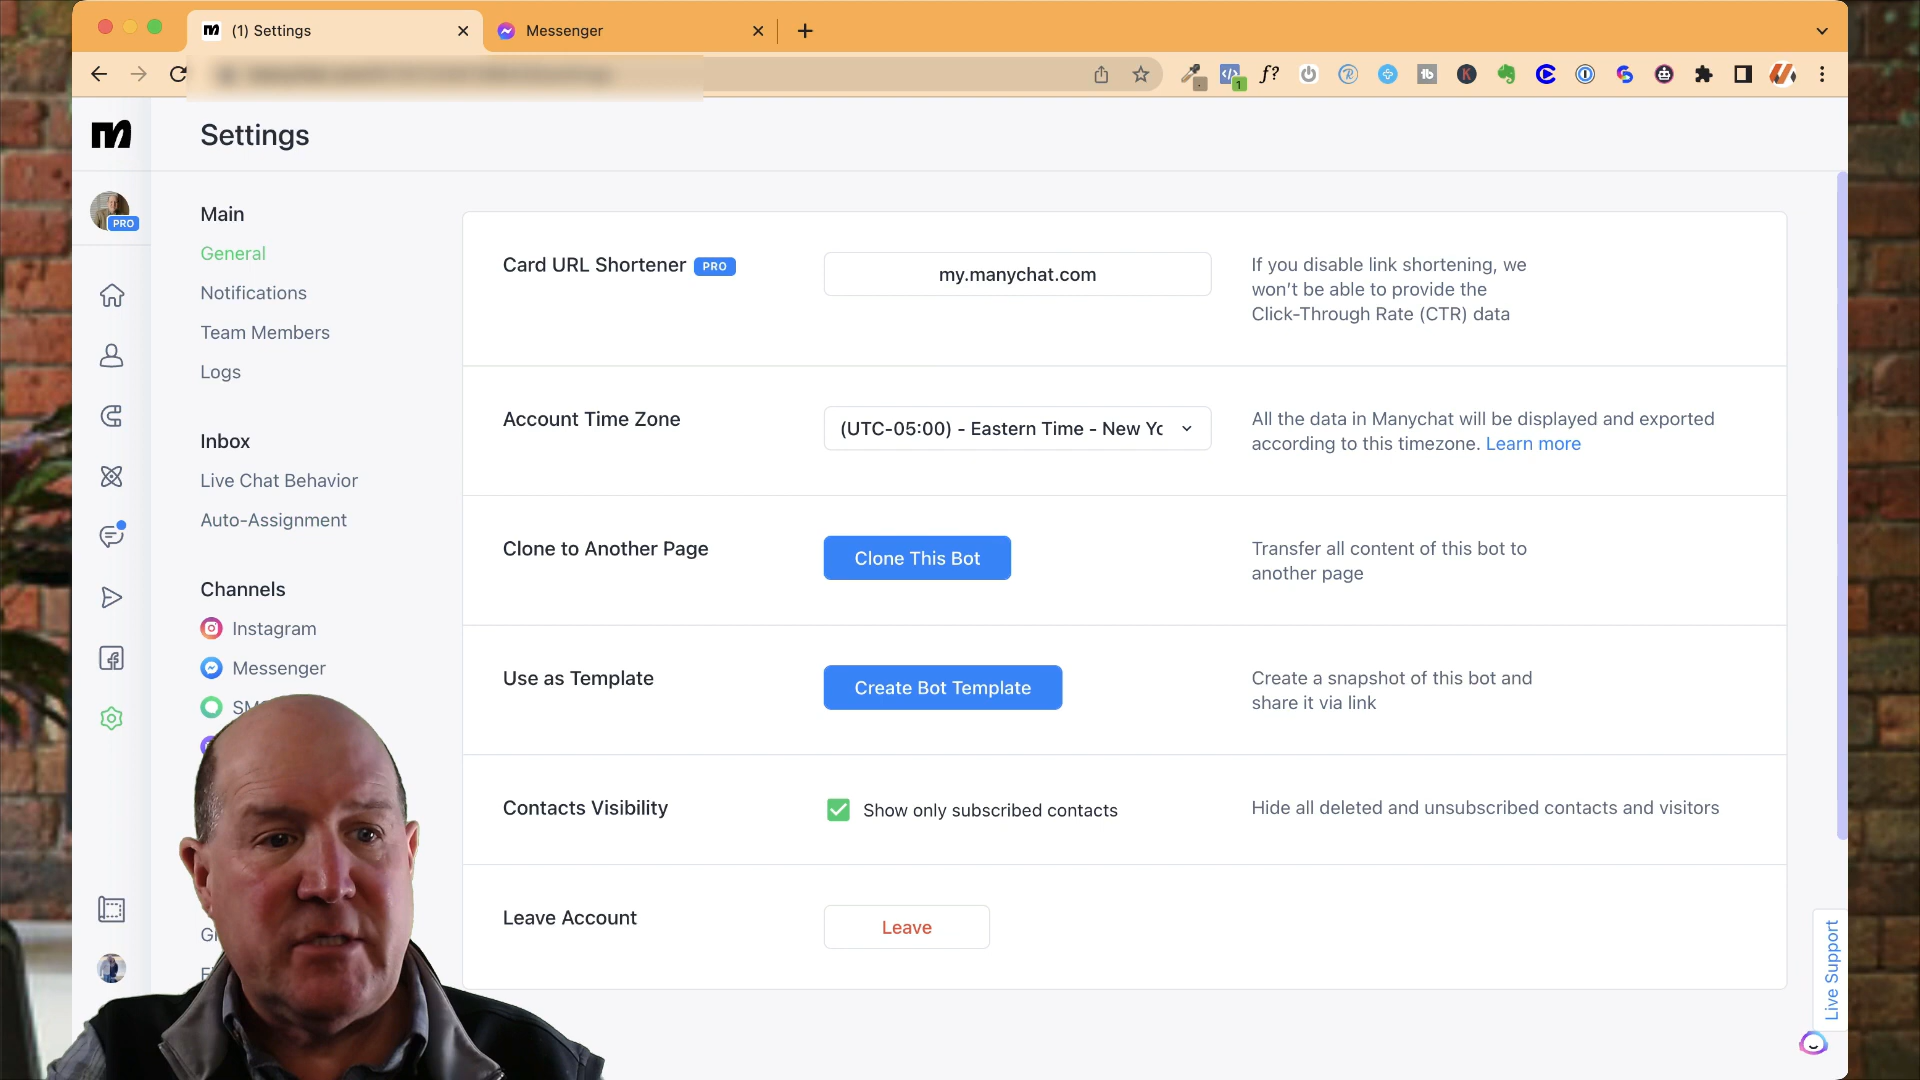 (1) Settings
Messenger
f?
1
Settings
PRO
Main
General
Notifications
Team Members
Logs
Inbox
Live Chat Behavior
Auto-Assignment
Channels
Instagram
Messenger
Card URL Shortener PRO
my.manychat.com
If you disable link shortening, we
won't be able to provide the
Click-Through Rate (CTR) data
Account Time Zone
(UTC-05:00) - Eastern Time - New Yo
All the data in Manychat will be displayed and exported
according to this timezone. Learn more
Clone to Another Page
Clone This Bot
Transfer all content of this bot to
another page
Use as Template
Create Bot Template
Create a snapshot of this bot and
share it via link
Contacts Visibility
Show only subscribed contacts
Hide all deleted and unsubscribed contacts and visitors
Leave Account
Leave
Live Support